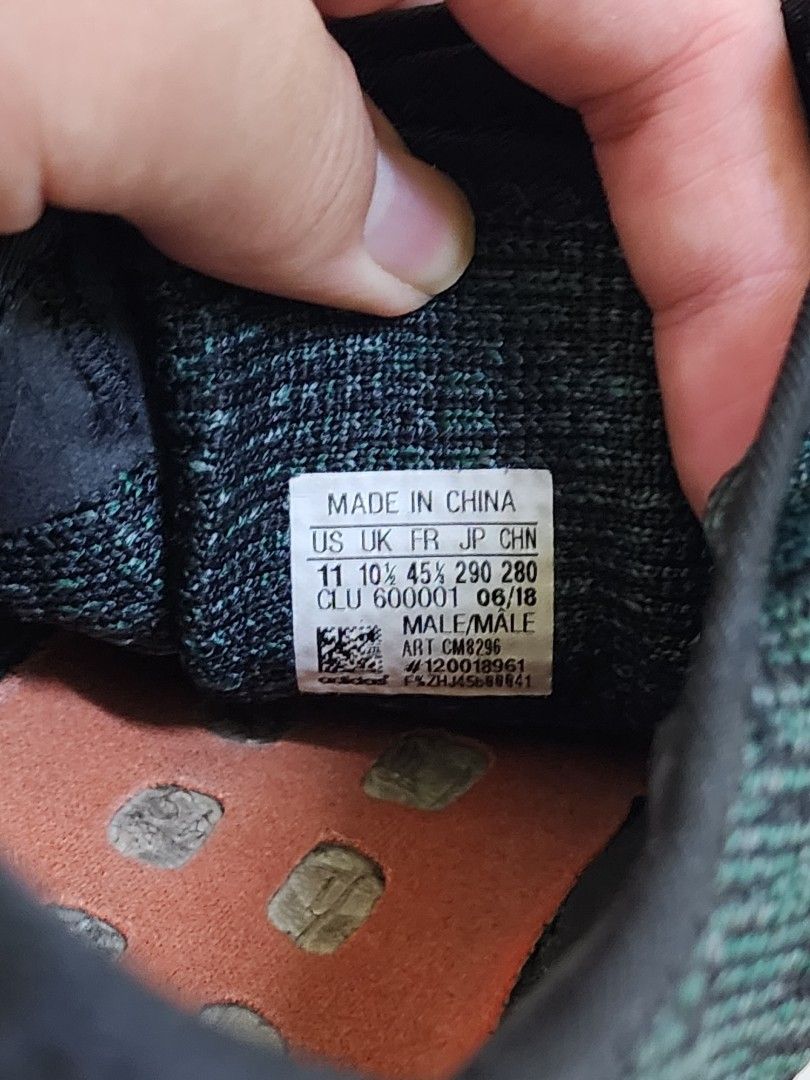 MADE IN CHINA
US UK FR JP CHN
11 10½ 45⅓ 290 280
CLU 600001 06/18
MALE/MÂLE
ART CM8296
#120018961
adidas